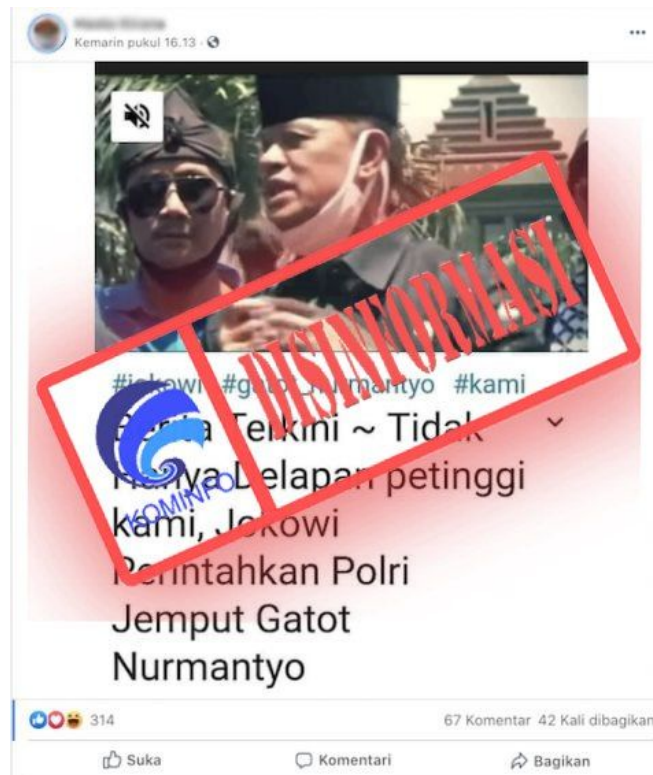 Kemarin pukul 16.13 ·
DISINFORMASI
#jokowi #gatot_nurmantyo #kami
Berita Terkini ~ Tidak
Hanya Delapan petinggi
KOMINFO
kami, Jokowi
Perintahkan Polri
Jemput Gatot
Nurmantyo
314
67 Komentar 42 Kali dibagikan
Suka
Komentari
Bagikan